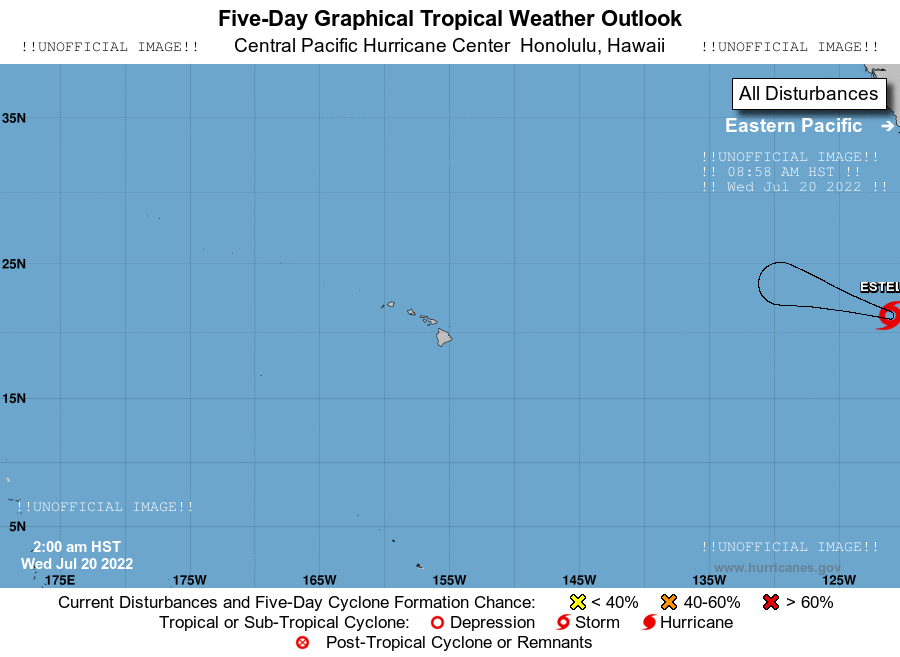 Five-Day Graphical Tropical Weather Outlook
!!UNOFFICIAL IMAGE!! Central Pacific Hurricane Center Honolulu, Hawaii !!UNOFFICIAL IMAGE!!
All Disturbances
35N
Eastern Pacific
!!UNOFFICIAL IMAGE!!
!! 08:58 AM HST !!
!! Wed Jul 20 2022 !!
25N
ESTEL
15N
!!UNOFFICIAL IMAGE!!
5N
2:00 am HST
!!UNOFFICIAL IMAGE!!
Wed Jul 20 2022
www.hurricanes.gov
175E 175W 165W 155W 145W 135W 125W
Current Disturbances and Five-Day Cyclone Formation Chance: < 40% 40-60% > 60%
Tropical or Sub-Tropical Cyclone: Depression Storm Hurricane
Post-Tropical Cyclone or Remnants